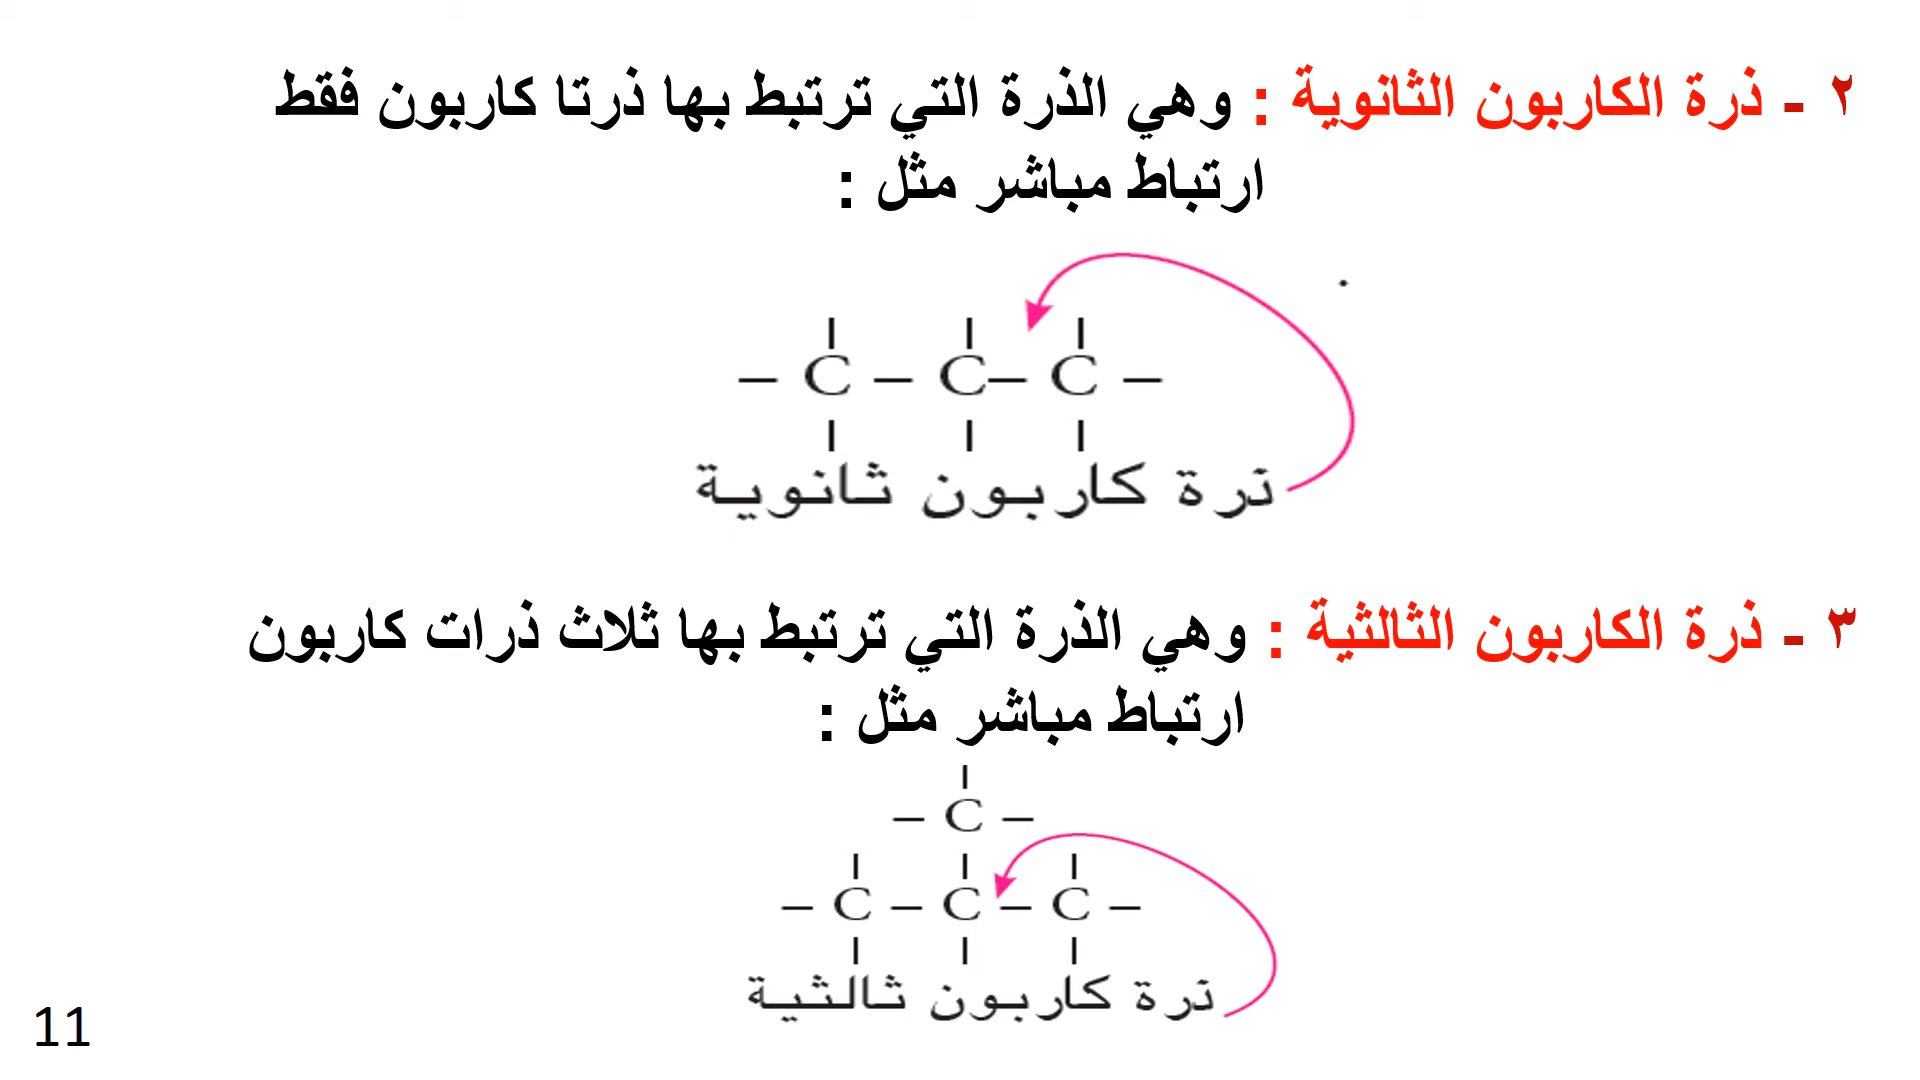 ٢ - ذرة الكاربون الثانوية : وهي الذرة التي ترتبط بها ذرتا كاربون فقط
ارتباط مباشر مثل :
– C – C – C –
ذرة كاربون ثانوية
٣ - ذرة الكاربون الثالثية : وهي الذرة التي ترتبط بها ثلاث ذرات كاربون
ارتباط مباشر مثل :
– C –
– C – C – C –
ذرة كاربون ثالثية
11